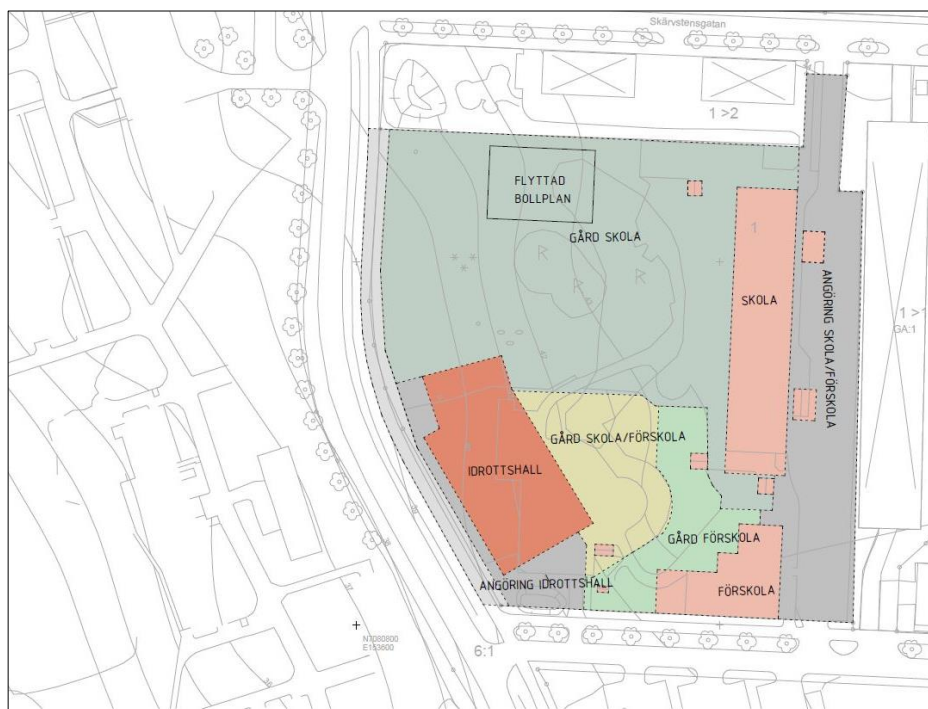 Skärvstensgatan
1 >2
FLYTTAD
BOLLPLAN
GÅRD SKOLA
1
SKOLA
ANGÖRING SKOLA/FÖRSKOLA
1 >1
GA:1
GÅRD SKOLA/FÖRSKOLA
IDROTTSHALL
GÅRD FÖRSKOLA
ANGÖRING IDROTTSHALL
FÖRSKOLA
N7080800
E153600
6:1